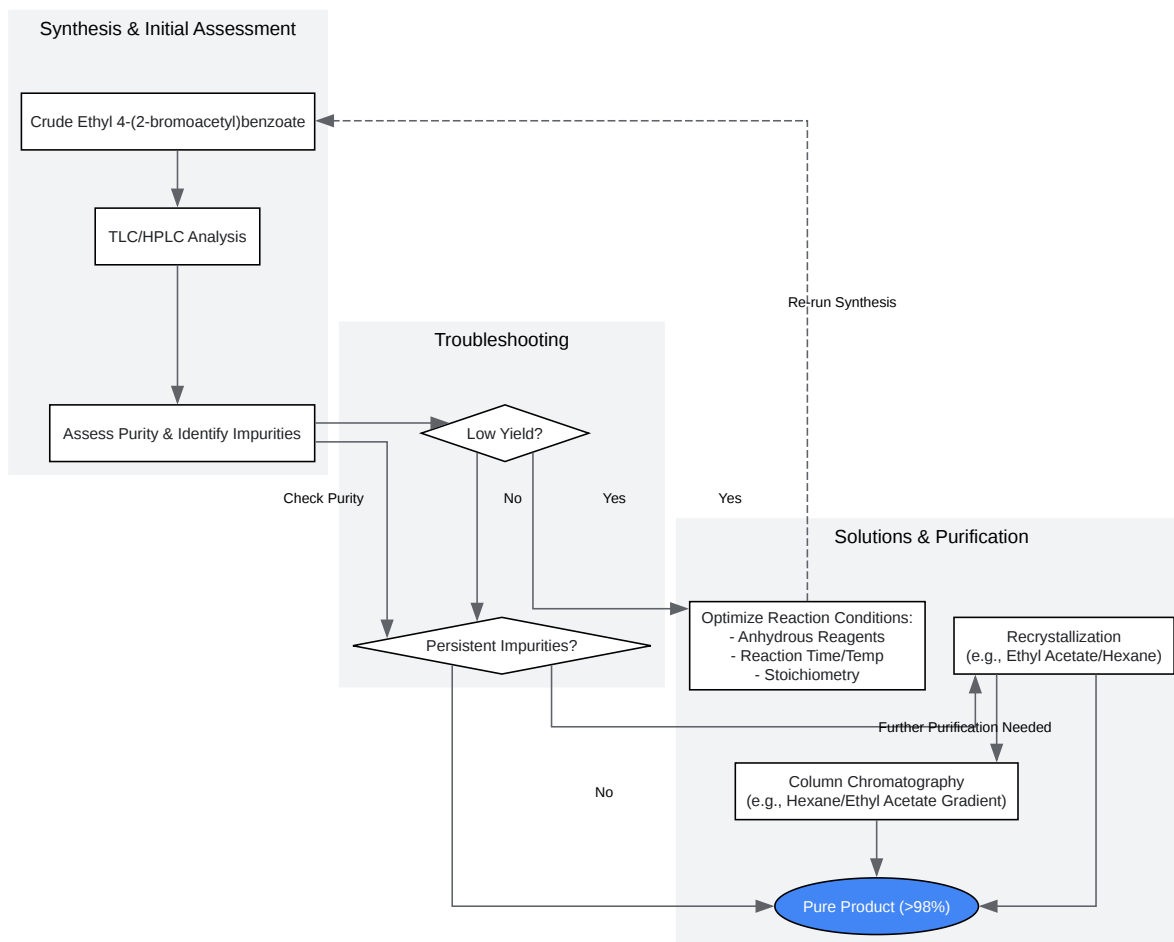 Synthesis & Initial Assessment
Crude Ethyl 4-(2-bromoacetyl)benzoate
TLC/HPLC Analysis
Re-run Synthesis
Troubleshooting
Assess Purity & Identify Impurities
Low Yield?
Check Purity
No
Yes
Yes
Solutions & Purification
Optimize Reaction Conditions:
- Anhydrous Reagents
- Reaction Time/Temp
- Stoichiometry
Recrystallization
(e.g., Ethyl Acetate/Hexane)
Persistent Impurities?
Further Purification Needed
Column Chromatography
(e.g., Hexane/Ethyl Acetate Gradient)
No
Pure Product (>98%)